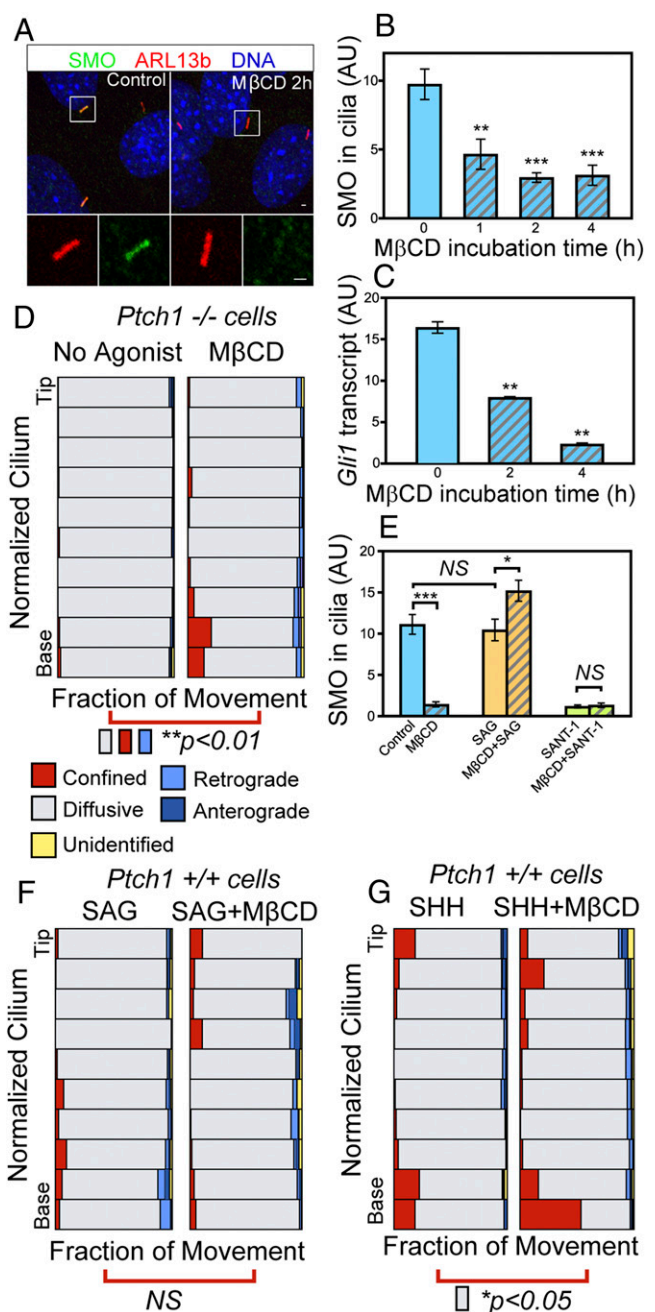 A
SMO ARL13b DNA
Control MβCD 2h
B
SMO in cilia (AU)
10
5
0
** *** ***
0 1 2 4
MβCD incubation time (h)
C
Gli1 transcript (AU)
20
15
10
5
0
** **
0 2 4
MβCD incubation time (h)
D
Ptch1 -/- cells
No Agonist MβCD
Normalized Cilium
Tip
Base
Fraction of Movement
**p<0.01
Confined Retrograde
Diffusive Anterograde
Unidentified
E
SMO in cilia (AU)
20
15
10
5
0
NS
*** *
NS
Control
MβCD
SAG
MβCD+SAG
SANT-1
MβCD+SANT-1
F
Ptch1 +/+ cells
SAG SAG+MβCD
Normalized Cilium
Tip
Base
Fraction of Movement
NS
G
Ptch1 +/+ cells
SHH SHH+MβCD
Normalized Cilium
Tip
Base
Fraction of Movement
*p<0.05